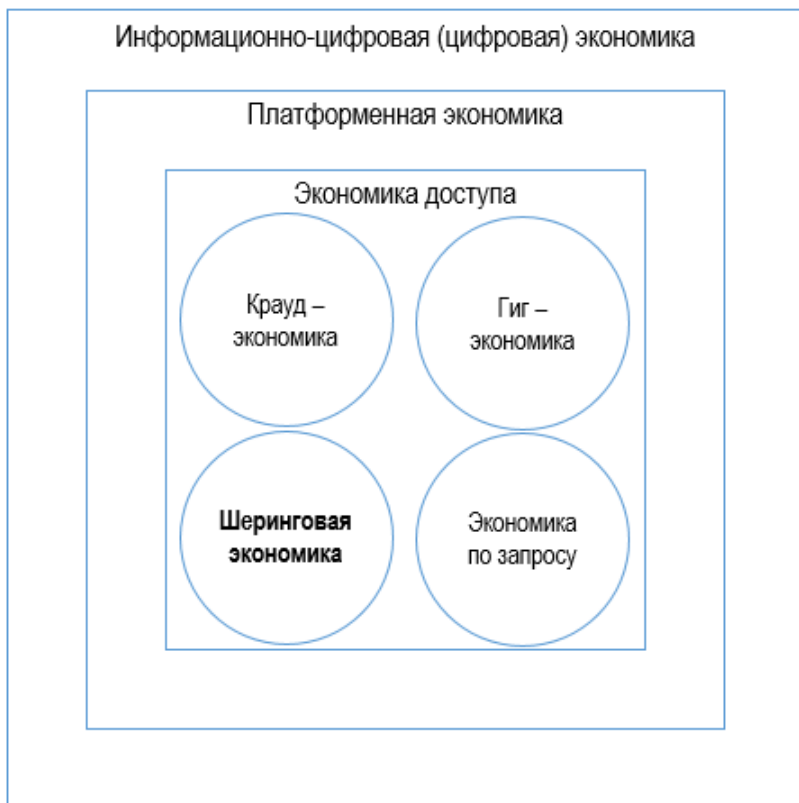 Информационно-цифровая (цифровая) экономика
Платформенная экономика
Экономика доступа
Крауд –
экономика
Гиг –
экономика
Шеринговая
экономика
Экономика
по запросу